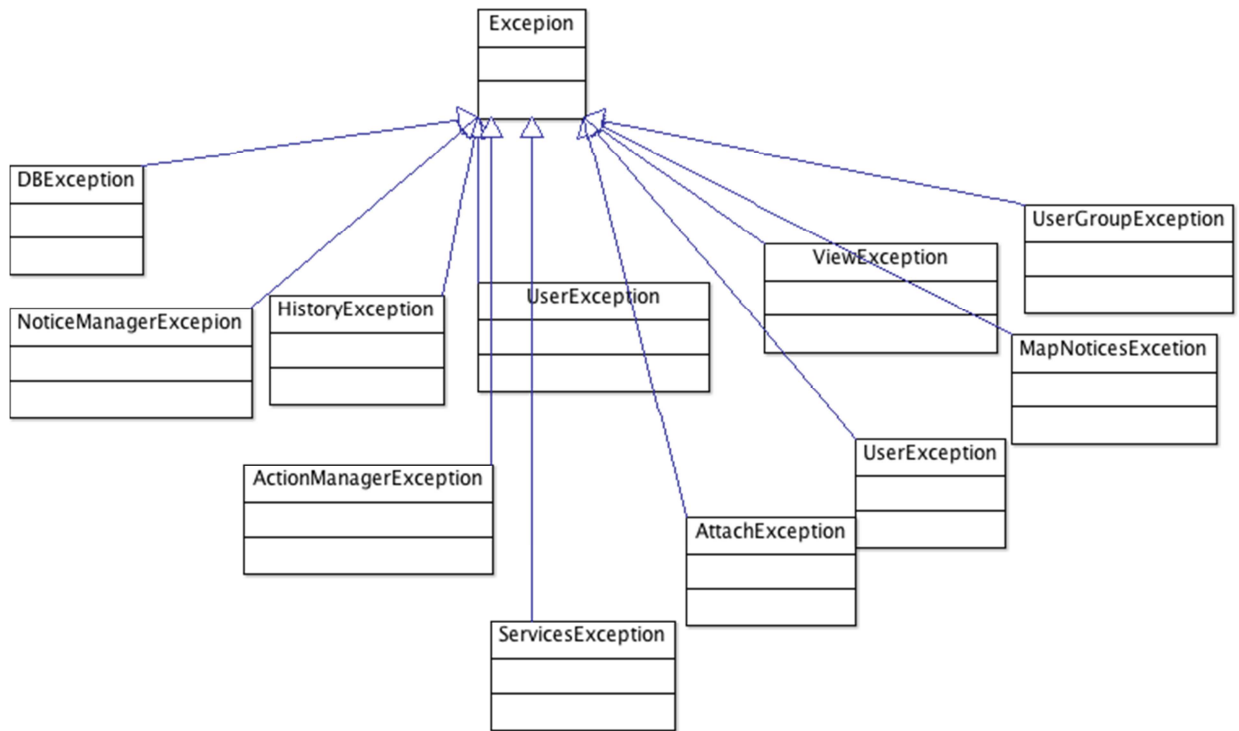 Excepion
DBException
UserGroupException
ViewException
UserException
HistoryException
NoticeManagerExcepion
MapNoticesExcetion
UserException
ActionManagerException
AttachException
ServicesException